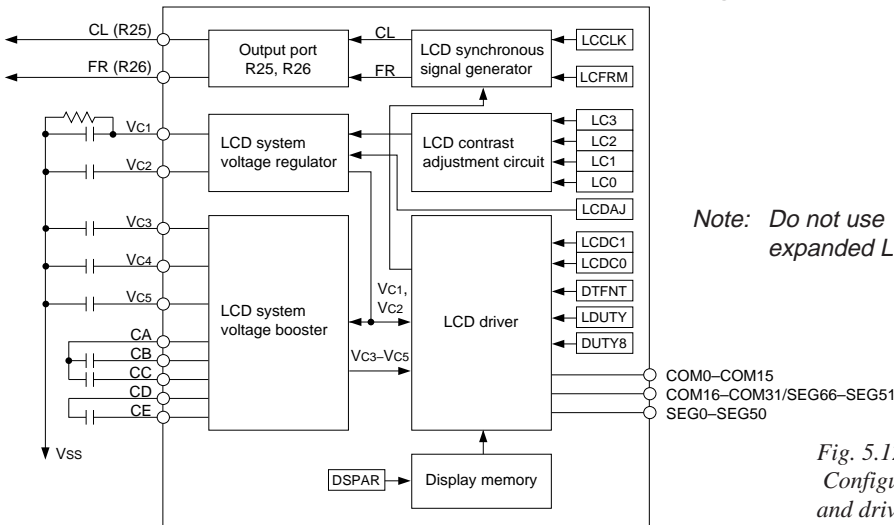 CL (R25)
FR (R26)
Output port
R25, R26
CL
FR
LCD synchronous
signal generator
LCCLK
LCFRM
VC1
VC2
LCD system
voltage regulator
LCD contrast
adjustment circuit
LC3
LC2
LC1
LC0
LCDAJ
VC3
VC4
VC5
CA
CB
CC
CD
CE
VSS
LCD system
voltage booster
VC1,
VC2
VC3–VC5
LCD driver
LCDC1
LCDC0
DTFNT
LDUTY
DUTY8
COM0–COM15
COM16–COM31/SEG66–SEG51
SEG0–SEG50
DSPAR
Display memory
Note: Do not use
expanded L
Fig. 5.1
Configu
and driv